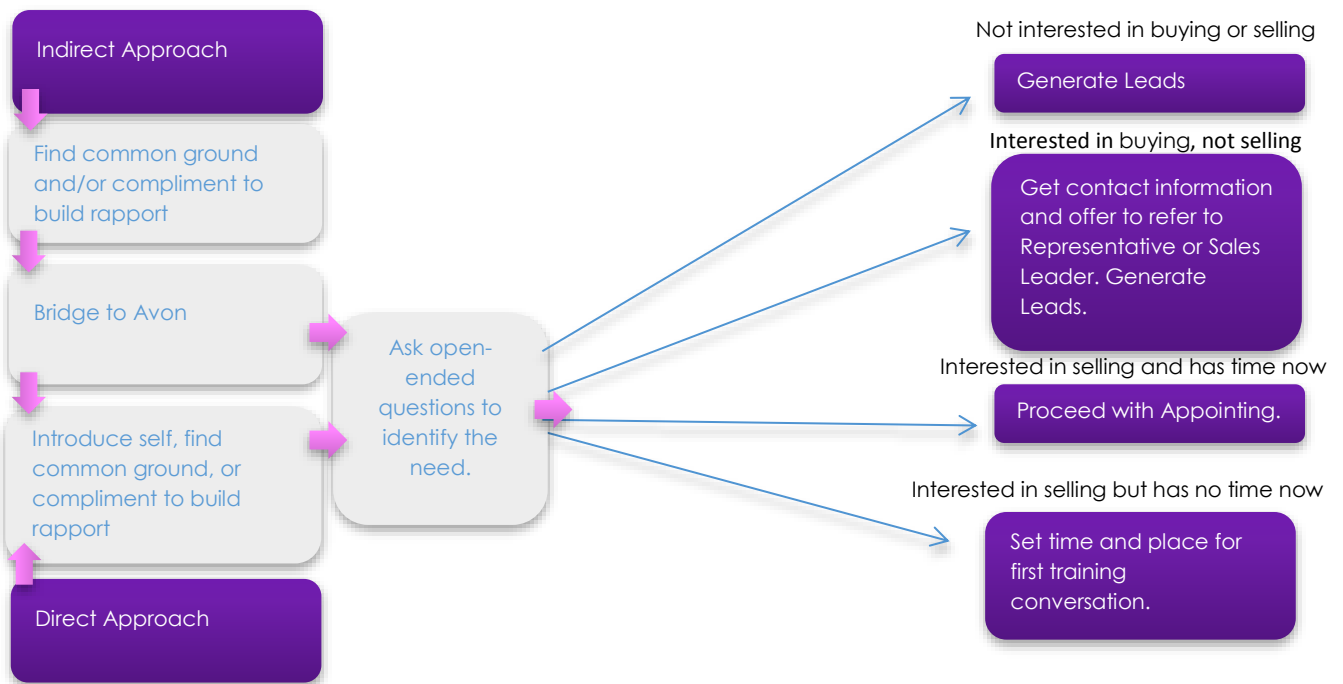 Indirect Approach
Find common ground
and/or compliment to
build rapport
Bridge to Avon
Introduce self, find
common ground, or
compliment to build
rapport
Direct Approach
Ask open-
ended
questions to
identify the
need.
Not interested in buying or selling
Generate Leads
Interested in buying, not selling
Get contact information
and offer to refer to
Representative or Sales
Leader. Generate
Leads.
Interested in selling and has time now
Proceed with Appointing.
Interested in selling but has no time now
Set time and place for
first training
conversation.